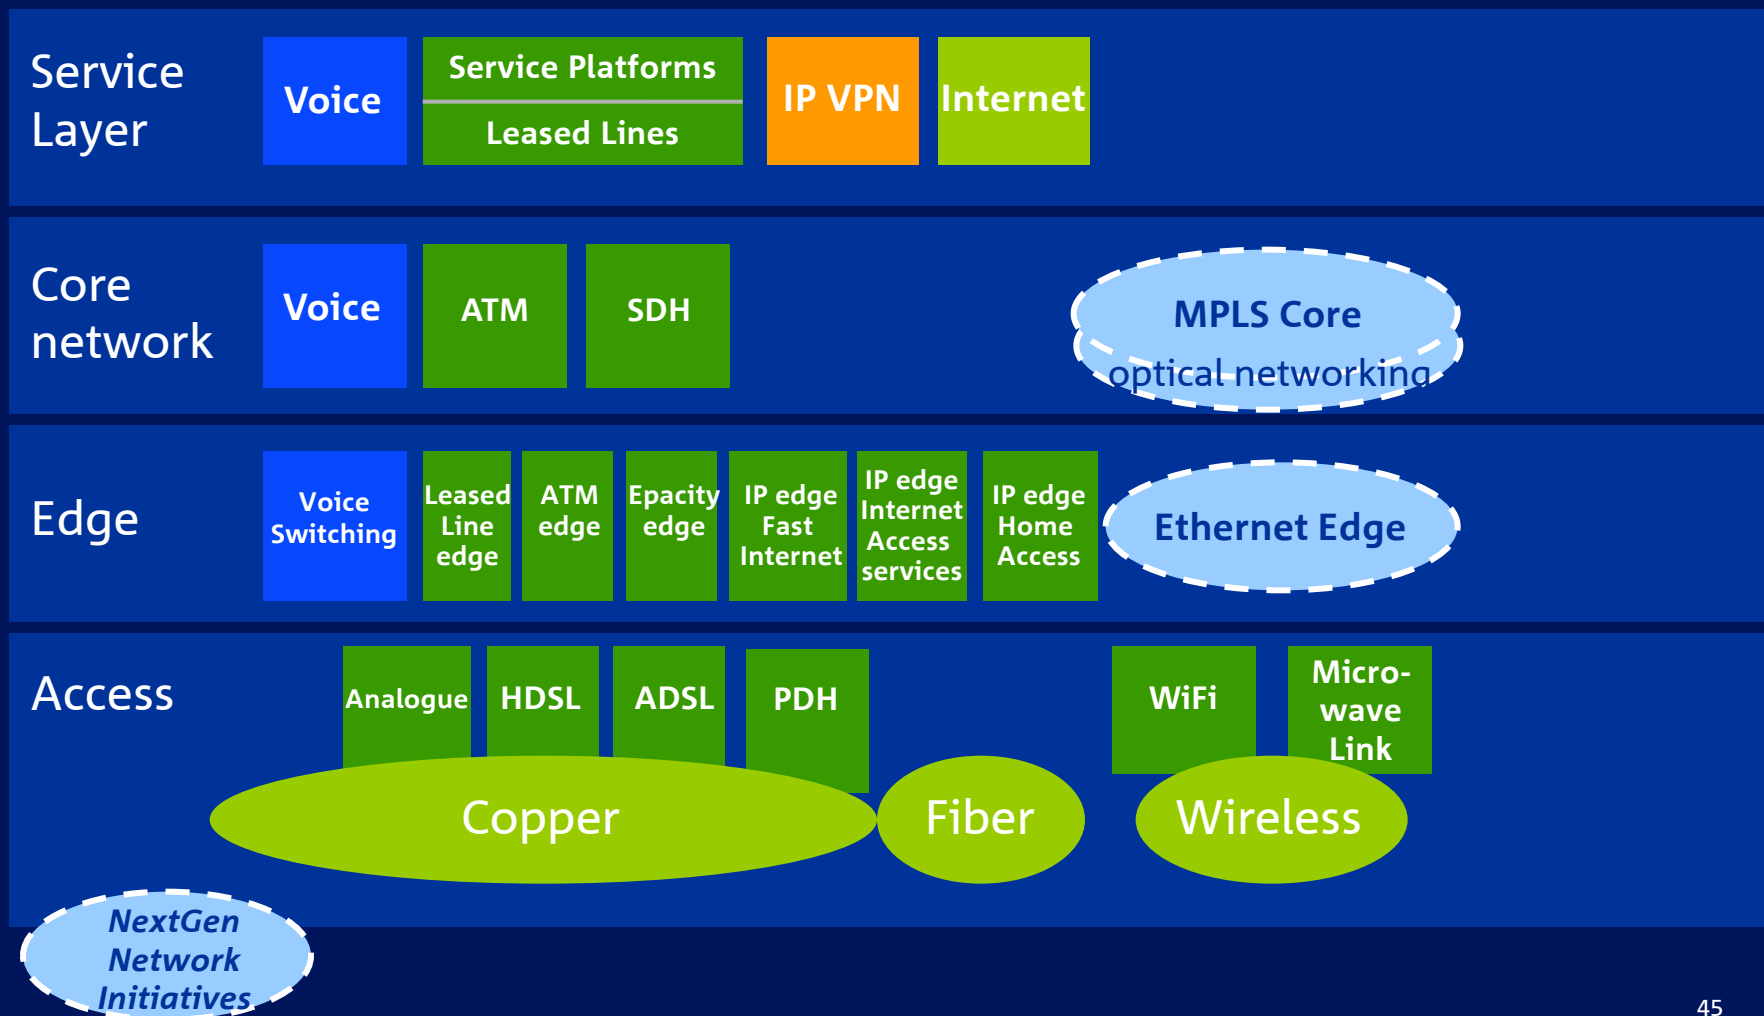 Service
Layer
Voice
Service Platforms
Leased Lines
IP VPN
Internet
Core
network
Voice
ATM
SDH
MPLS Core
optical networking
Edge
Voice
Switching
Leased
Line
edge
ATM
edge
Epacity
edge
IP edge
Fast
Internet
IP edge
Internet
Access
services
IP edge
Home
Access
Ethernet Edge
Access
Analogue
HDSL
ADSL
PDH
WiFi
Micro-
wave
Link
Copper
Fiber
Wireless
NextGen
Network
Initiatives
45